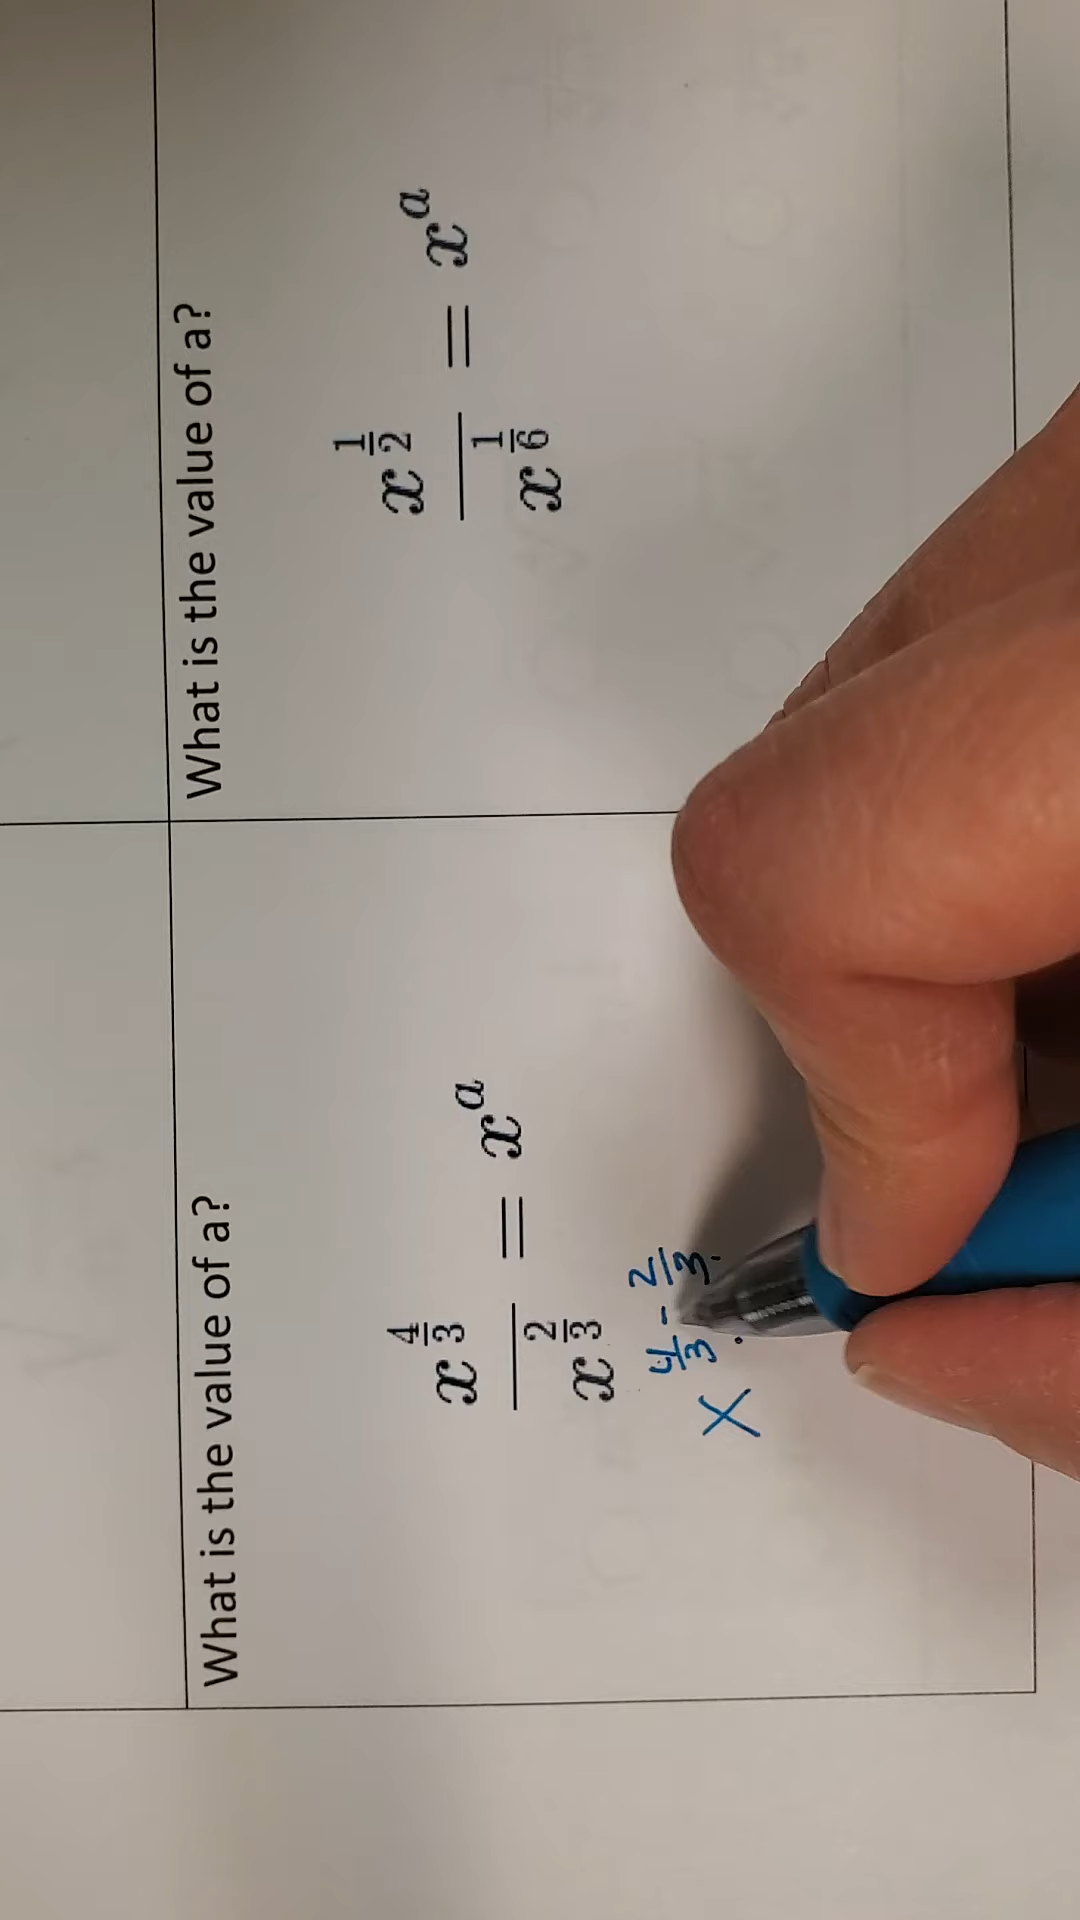 What is the value of a?
x^{4/3} / x^{2/3} = x^a
x^{4/3 - 2/3}
What is the value of a?
x^{1/2} / x^{1/6} = x^a